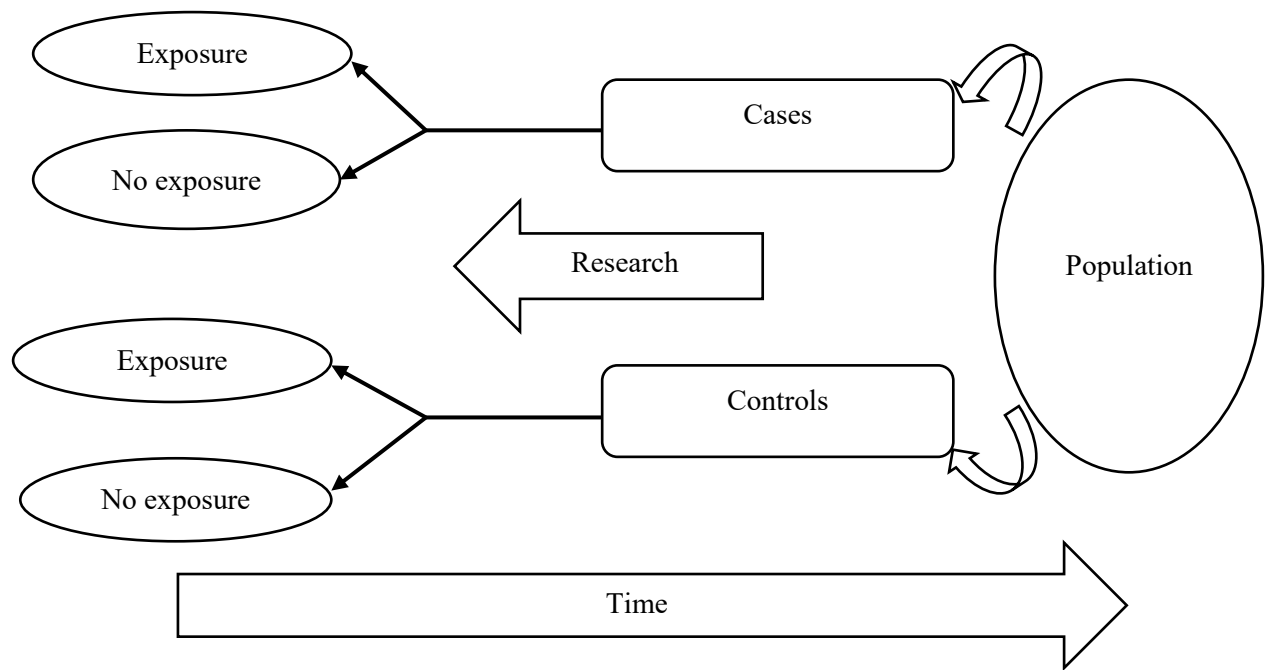 Exposure
Cases
No exposure
Research
Population
Exposure
Controls
No exposure
Time